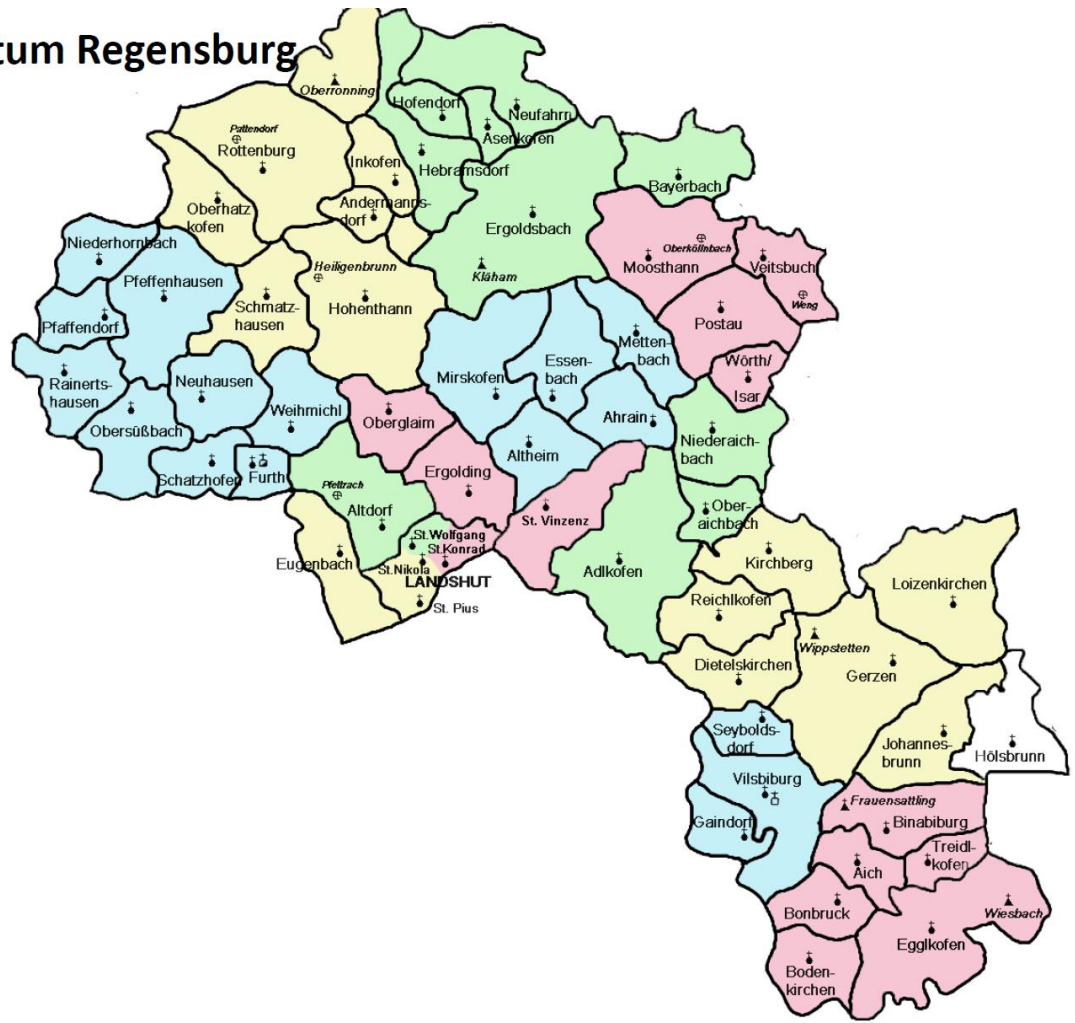 tum Regensburg
Oberronning
Hofendorf
Neufahrn
Asenkofen
Pattendorf
Rottenburg
Inkofen
Hebramsdorf
Bayerbach
Oberhatz
kofen
Andermanns-
dorf
Ergoldsbach
Niederhornbach
Heiligenbrunn
Kläham
Oberköllnbach
Moosthann
Veitsbuch
Pfeffenhausen
Schmatz-
hausen
Hohenthann
Weng
Pfaffendorf
Postau
Metten-
bach
Essen-
bach
Wörth/
Isar
Rainerts-
hausen
Neuhausen
Mirskofen
Weihmichl
Oberglaim
Ahrain
Obersüßbach
Niederaich-
bach
Altheim
Ergolding
Schatzhofen
Furth
Pfettrach
Altdorf
St. Vinzenz
Ober-
aichbach
St.Wolfgang
St.Konrad
Eugenbach
St.Nikola
LANDSHUT
St. Pius
Adlkofen
Kirchberg
Loizenkirchen
Reichlkofen
Wippstetten
Dietelskirchen
Gerzen
Seybolds-
dorf
Johannes-
brunn
Hölsbrunn
Vilsbiburg
Frauensattling
Gaindorf
Binabiburg
Treidl-
kofen
Aich
Bonbruck
Wiesbach
Egglkofen
Boden-
kirchen